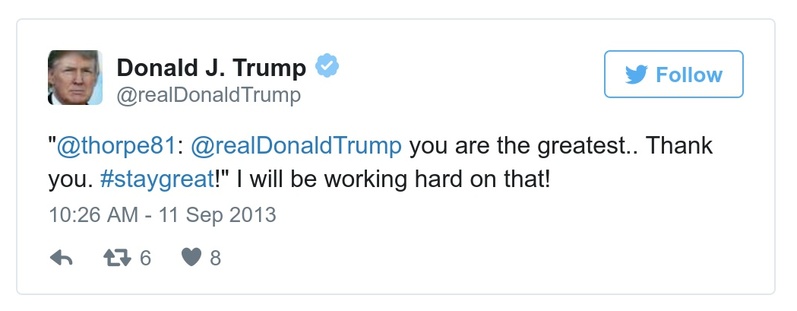 Donald J. Trump
@realDonaldTrump
Follow
"@thorpe81: @realDonaldTrump you are the greatest.. Thank
you. #staygreat!" I will be working hard on that!
10:26 AM - 11 Sep 2013
6 8